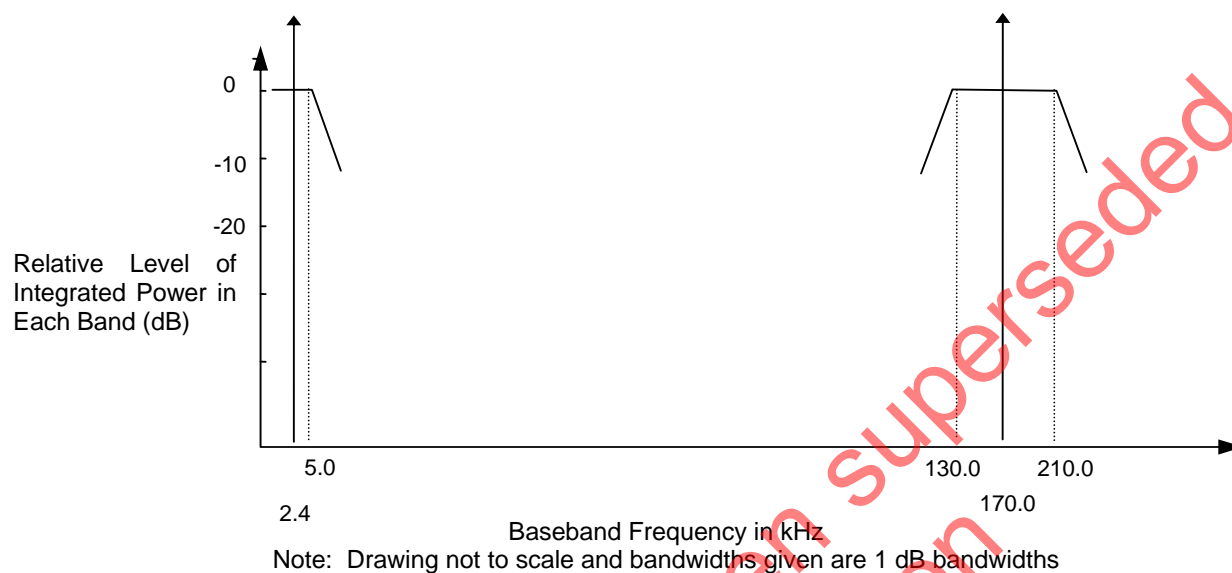 0
-10
-20
Relative Level of
Integrated Power in
Each Band (dB)
5.0
130.0
210.0
2.4
170.0
Baseband Frequency in kHz
Note: Drawing not to scale and bandwidths given are 1 dB bandwidths
en superseded
on